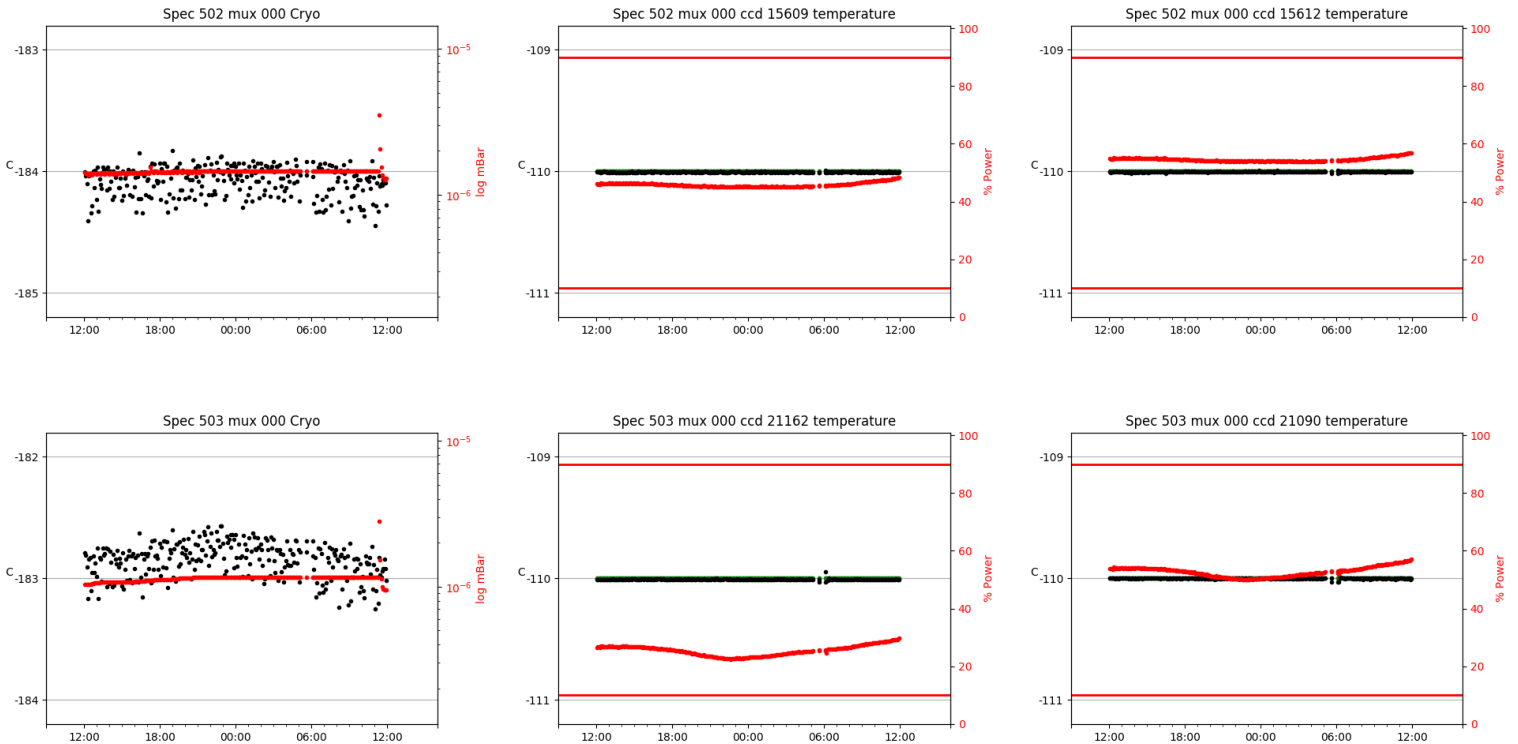 Spec 502 mux 000 Cryo
-183
-184
-185
C
10⁻⁵
10⁻⁶
log mBar
12:00 18:00 00:00 06:00 12:00
Spec 502 mux 000 ccd 15609 temperature
-109
-110
-111
C
100
80
60
40
20
0
% Power
12:00 18:00 00:00 06:00 12:00
Spec 502 mux 000 ccd 15612 temperature
-109
-110
-111
C
100
80
60
40
20
0
% Power
12:00 18:00 00:00 06:00 12:00
Spec 503 mux 000 Cryo
-182
-183
-184
C
10⁻⁵
10⁻⁶
log mBar
12:00 18:00 00:00 06:00 12:00
Spec 503 mux 000 ccd 21162 temperature
-109
-110
-111
C
100
80
60
40
20
0
% Power
12:00 18:00 00:00 06:00 12:00
Spec 503 mux 000 ccd 21090 temperature
-109
-110
-111
C
100
80
60
40
20
0
% Power
12:00 18:00 00:00 06:00 12:00